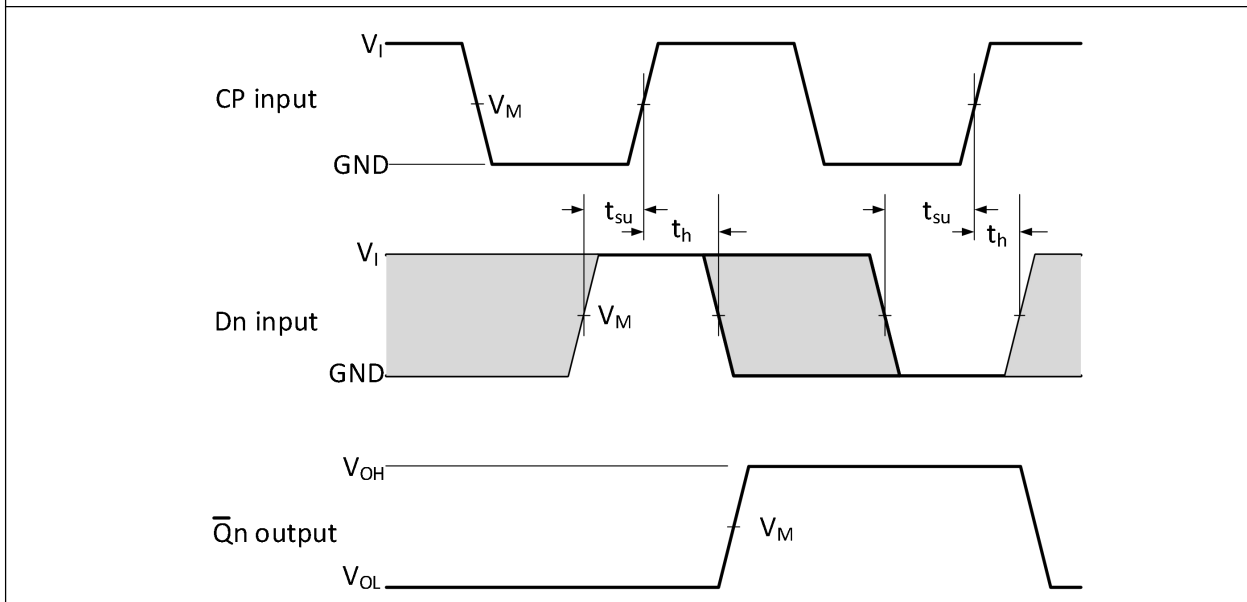 V_I
CP input
V_M
GND
t_su
t_su
t_h
t_h
V_I
Dn input
V_M
GND
V_OH
Q̅n output
V_M
V_OL